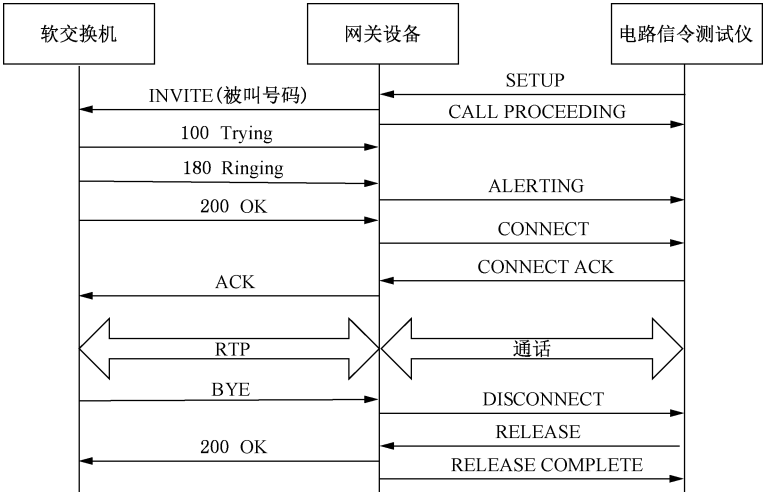 软交换机
网关设备
电路信令测试仪
SETUP
INVITE(被叫号码)
CALL PROCEEDING
100 Trying
180 Ringing
ALERTING
200 OK
CONNECT
CONNECT ACK
ACK
RTP
通话
BYE
DISCONNECT
RELEASE
200 OK
RELEASE COMPLETE